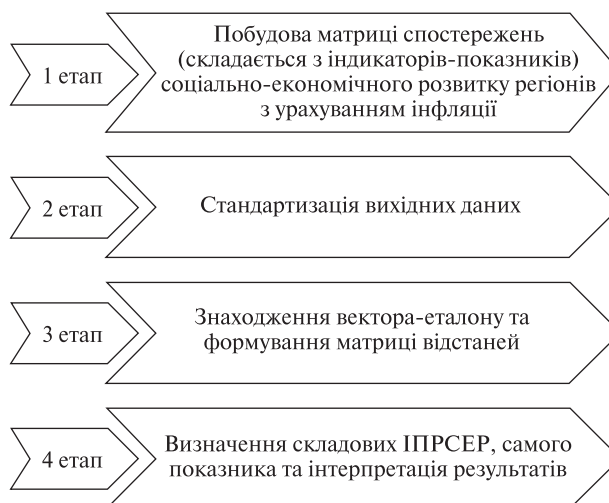 1 етап
Побудова матриці спостережень
(складається з індикаторів-показників)
соціально-економічного розвитку регіонів
з урахуванням інфляції
2 етап
Стандартизація вихідних даних
3 етап
Знаходження вектора-еталону та
формування матриці відстаней
4 етап
Визначення складових ІПРСЕР, самого
показника та інтерпретація результатів